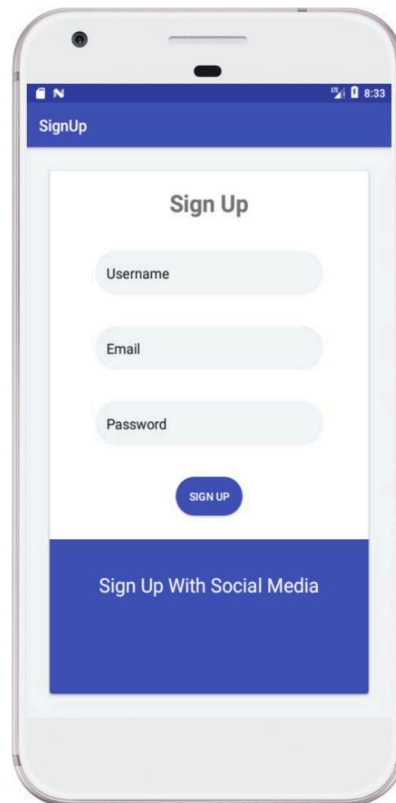 8:33
SignUp
Sign Up
Username
Email
Password
SIGN UP
Sign Up With Social Media